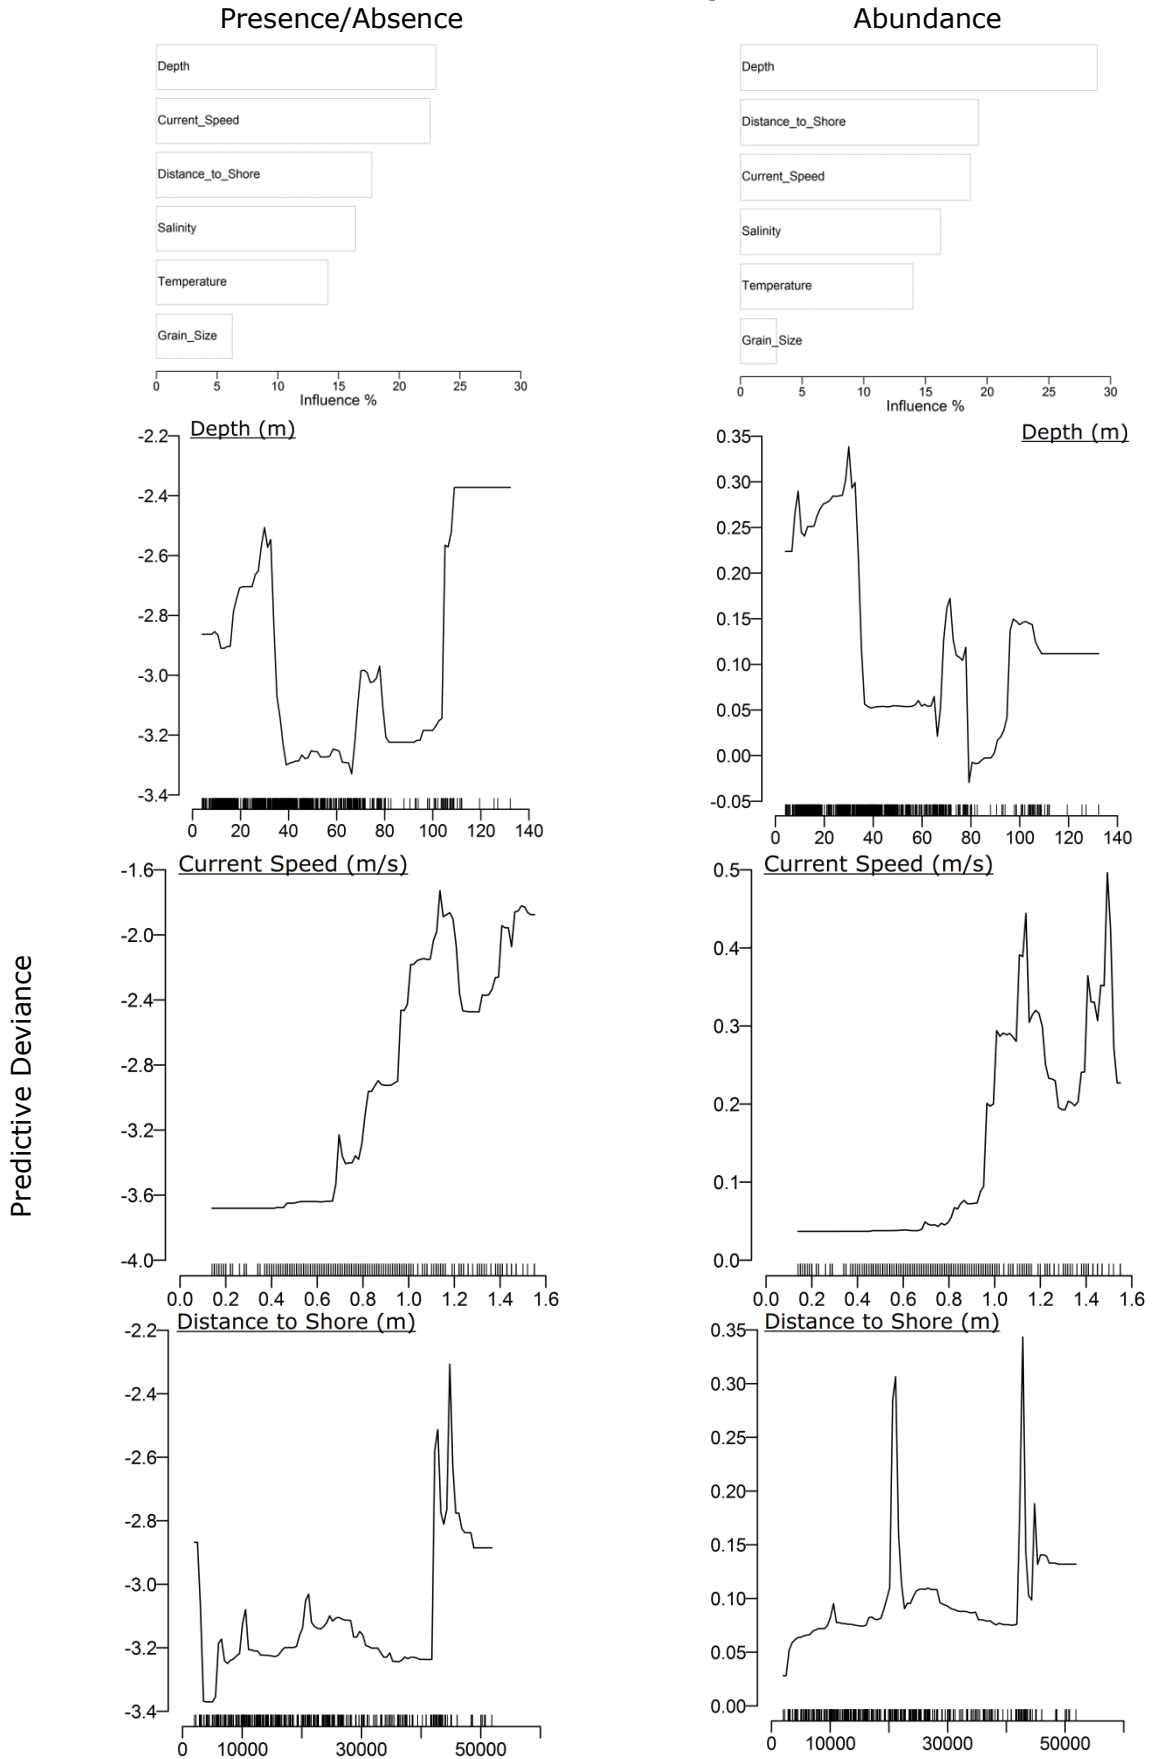 Presence/Absence
Abundance
Depth
Current_Speed
Distance_to_Shore
Salinity
Temperature
Grain_Size
0 5 10 15 20 25 30
Influence %
Depth
Distance_to_Shore
Current_Speed
Salinity
Temperature
Grain_Size
0 5 10 15 20 25 30
Influence %
Predictive Deviance
Depth (m)
-2.2
-2.4
-2.6
-2.8
-3.0
-3.2
-3.4
0 20 40 60 80 100 120 140
Depth (m)
0.35
0.30
0.25
0.20
0.15
0.10
0.05
0.00
-0.05
0 20 40 60 80 100 120 140
Current Speed (m/s)
-1.6
-2.0
-2.4
-2.8
-3.2
-3.6
-4.0
0.0 0.2 0.4 0.6 0.8 1.0 1.2 1.4 1.6
Current Speed (m/s)
0.5
0.4
0.3
0.2
0.1
0.0
0.0 0.2 0.4 0.6 0.8 1.0 1.2 1.4 1.6
Distance to Shore (m)
-2.2
-2.4
-2.6
-2.8
-3.0
-3.2
-3.4
0 10000 30000 50000
Distance to Shore (m)
0.35
0.30
0.25
0.20
0.15
0.10
0.05
0.00
0 10000 30000 50000